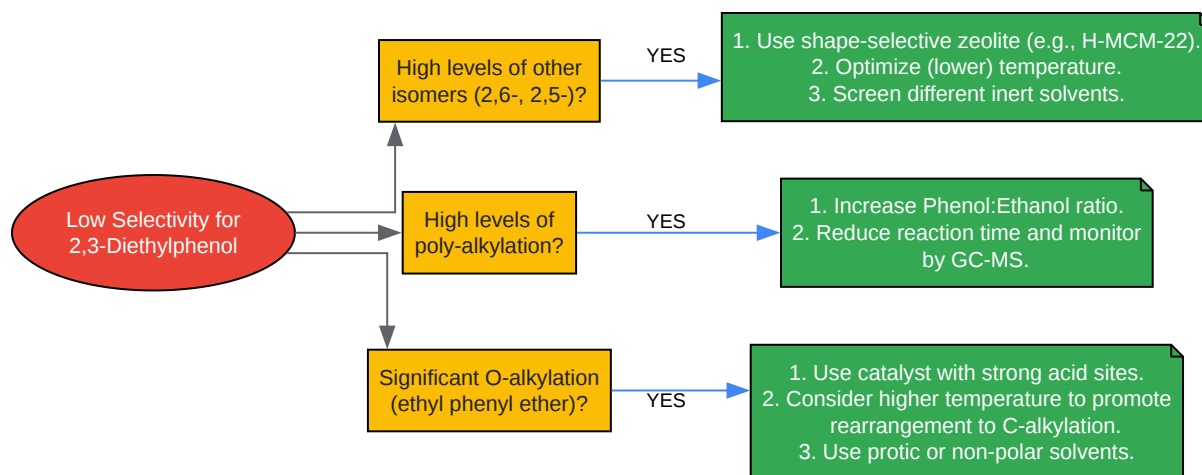 Low Selectivity for
2,3-Diethylphenol
High levels of other
isomers (2,6-, 2,5-)?
YES
1. Use shape-selective zeolite (e.g., H-MCM-22).
2. Optimize (lower) temperature.
3. Screen different inert solvents.
High levels of
poly-alkylation?
YES
1. Increase Phenol:Ethanol ratio.
2. Reduce reaction time and monitor
by GC-MS.
Significant O-alkylation
(ethyl phenyl ether)?
YES
1. Use catalyst with strong acid sites.
2. Consider higher temperature to promote
rearrangement to C-alkylation.
3. Use protic or non-polar solvents.